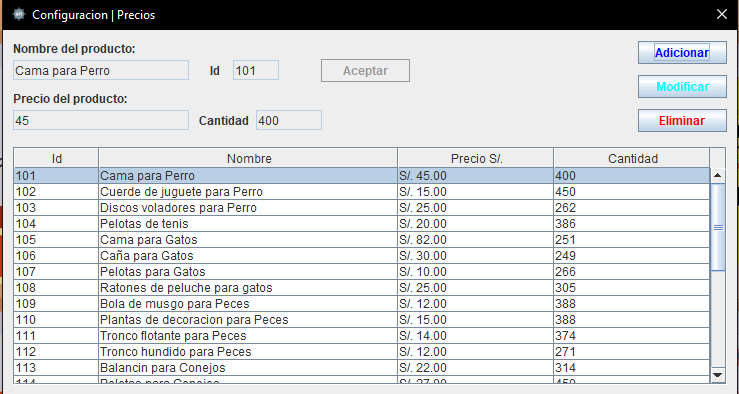 Configuracion | Precios
Nombre del producto:
Cama para Perro Id 101 Aceptar Adicionar
Modificar
Precio del producto:
45 Cantidad 400 Eliminar
Id Nombre Precio S/. Cantidad
101 Cama para Perro S/. 45.00 400
102 Cuerde de juguete para Perro S/. 15.00 450
103 Discos voladores para Perro S/. 25.00 262
104 Pelotas de tenis S/. 20.00 386
105 Cama para Gatos S/. 82.00 251
106 Caña para Gatos S/. 30.00 249
107 Pelotas para Gatos S/. 10.00 266
108 Ratones de peluche para gatos S/. 25.00 305
109 Bola de musgo para Peces S/. 12.00 388
110 Plantas de decoracion para Peces S/. 15.00 388
111 Tronco flotante para Peces S/. 14.00 374
112 Tronco hundido para Peces S/. 12.00 271
113 Balancin para Conejos S/. 22.00 314
114 Pelotas para Conejos S/. 27.00 450